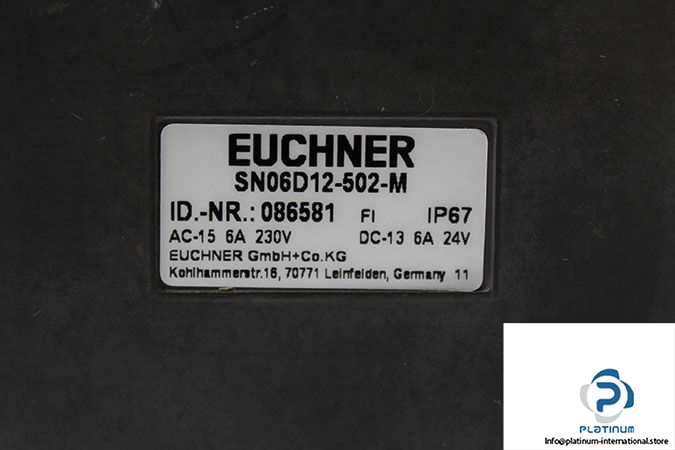 EUCHNER
SN06D12-502-M
ID.-NR.: 086581 FI IP67
AC-15 6A 230V DC-13 6A 24V
EUCHNER GmbH+Co.KG
Kohlhammerstr.16, 70771 Leinfelden, Germany 11
PLATINUM
Info@platinum-international.store